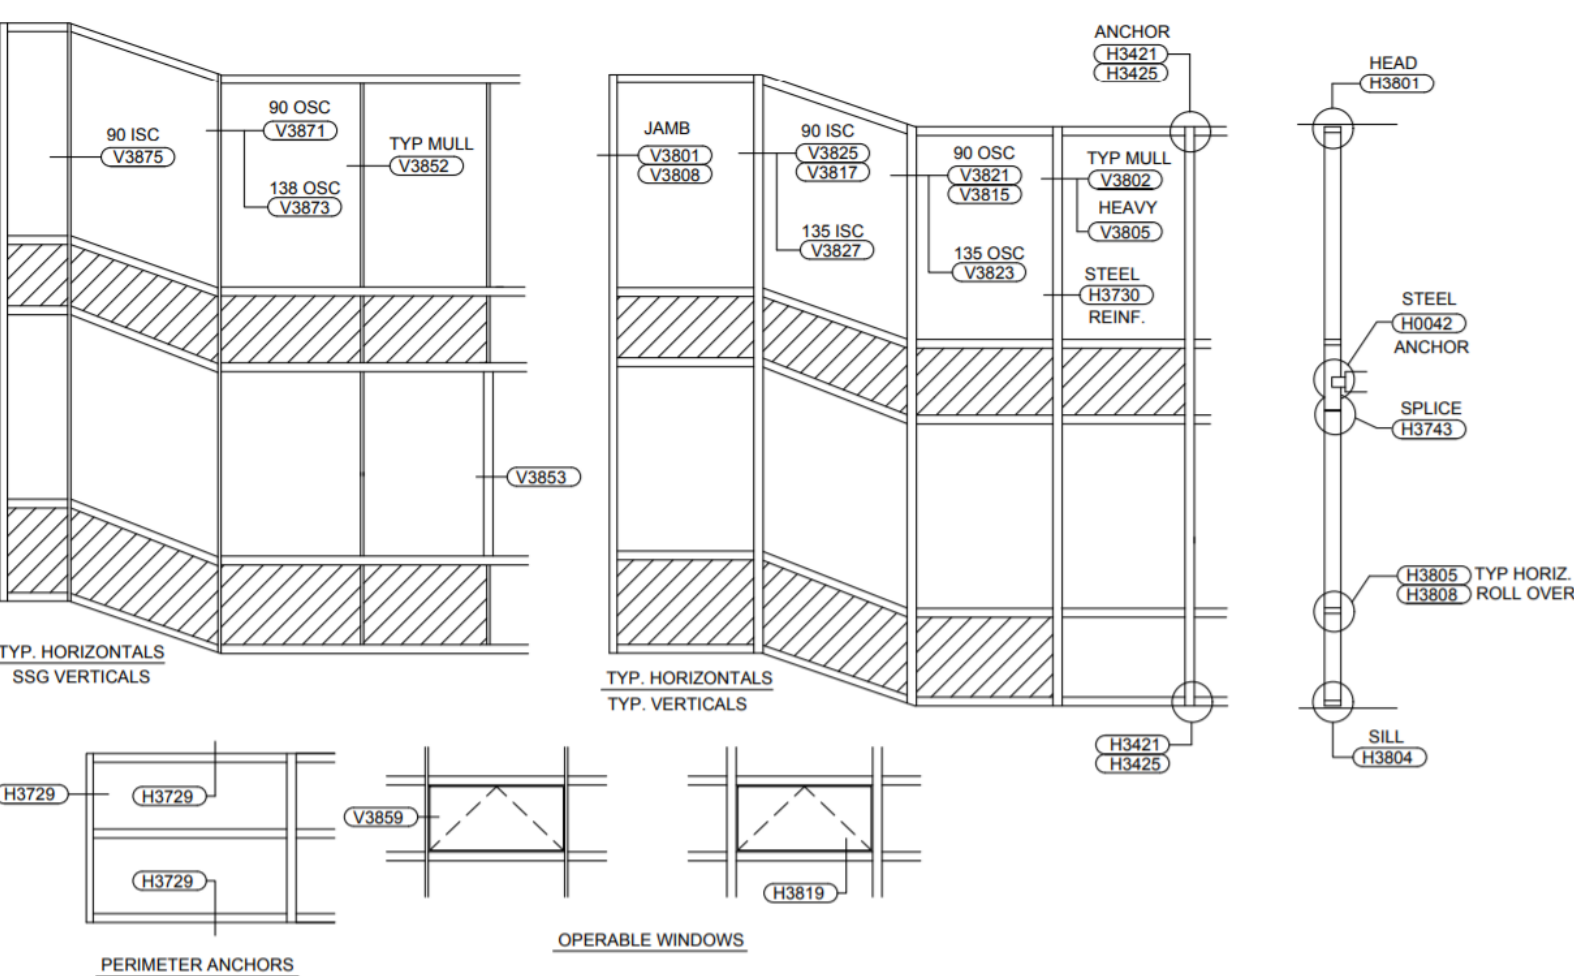 90 ISC
V3875
90 OSC
V3871
138 OSC
V3873
TYP MULL
V3852
V3853
TYP. HORIZONTALS
SSG VERTICALS
JAMB
V3801
V3808
90 ISC
V3825
V3817
135 ISC
V3827
90 OSC
V3821
V3815
135 OSC
V3823
TYP MULL
V3802
HEAVY
V3805
STEEL
H3730
REINF.
ANCHOR
H3421
H3425
H3421
H3425
TYP. HORIZONTALS
TYP. VERTICALS
HEAD
H3801
STEEL
H0042
ANCHOR
SPLICE
H3743
H3805 TYP HORIZ.
H3808 ROLL OVER
SILL
H3804
H3729
H3729
H3729
PERIMETER ANCHORS
V3859
H3819
OPERABLE WINDOWS